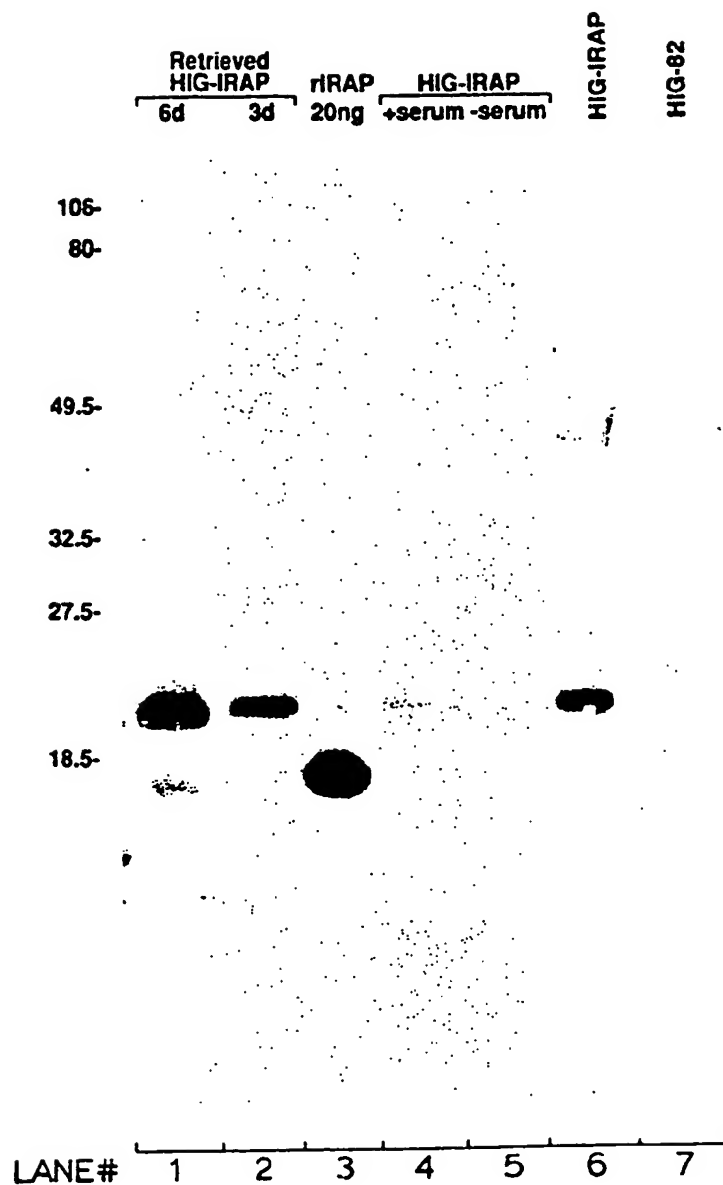 Retrieved
HIG-IRAP
rIRAP
HIG-IRAP
HIG-IRAP
HIG-82
6d
3d
20ng
+serum -serum
106-
80-
49.5-
32.5-
27.5-
18.5-
LANE# 1 2 3 4 5 6 7